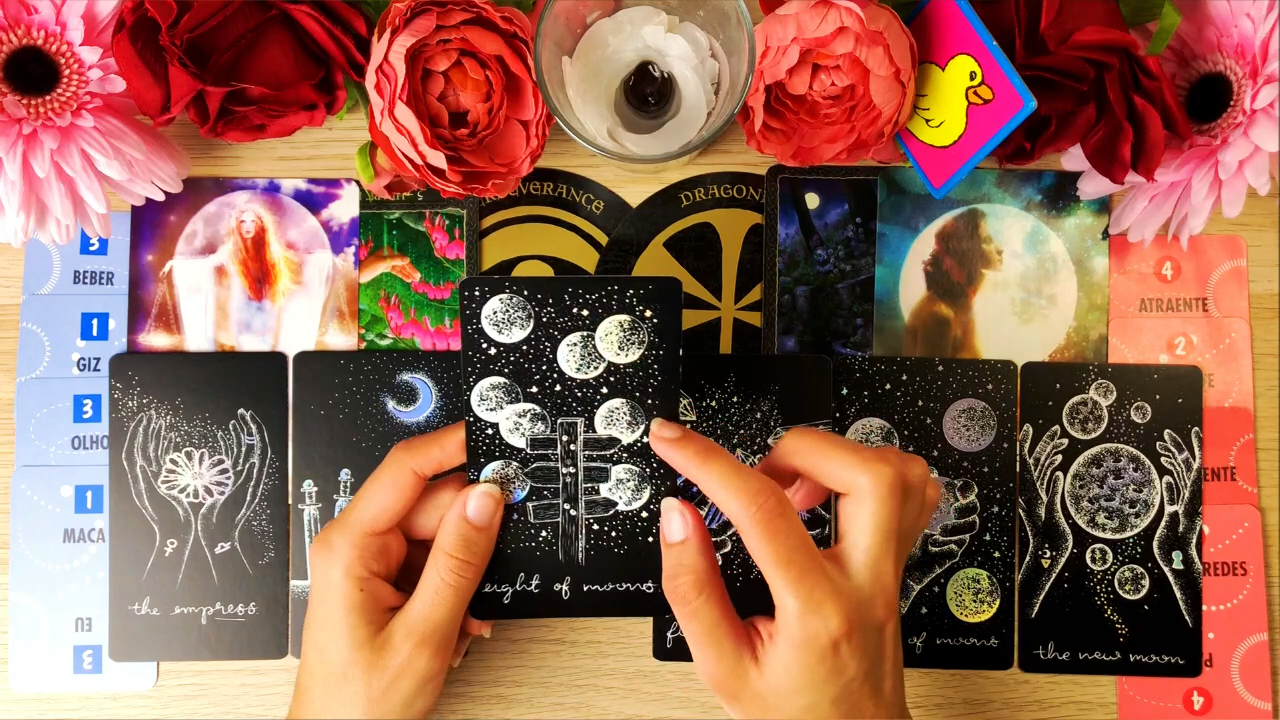 3
BEBER
1
GIZ
3
OLHO
1
MACA
EU
3
VERANCE
DRAGON
4
ATRAENTE
2
ENTE
REDES
4
the empress
eight of moons
of moons
the new moon